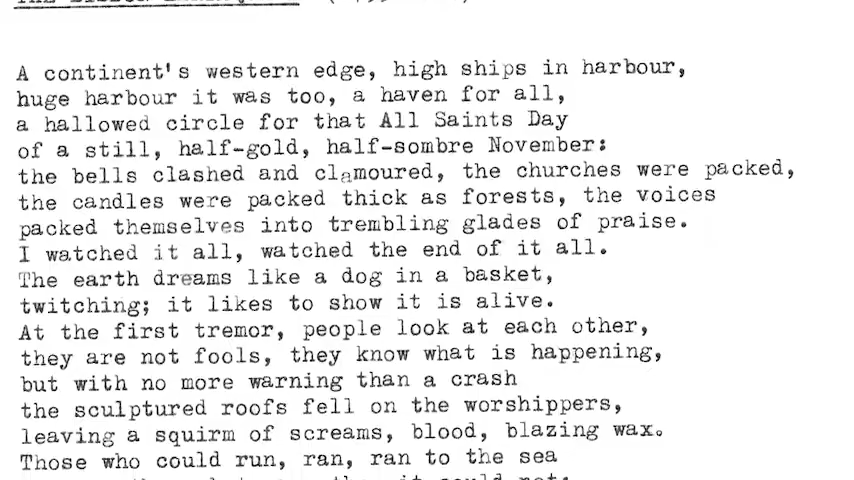 A continent's western edge, high ships in harbour,
huge harbour it was too, a haven for all,
a hallowed circle for that All Saints Day
of a still, half-gold, half-sombre November:
the bells clashed and clamoured, the churches were packed,
the candles were packed thick as forests, the voices
packed themselves into trembling glades of praise.
I watched it all, watched the end of it all.
The earth dreams like a dog in a basket,
twitching; it likes to show it is alive.
At the first tremor, people look at each other,
they are not fools, they know what is happening,
but with no more warning than a crash
the sculptured roofs fell on the worshippers,
leaving a squirm of screams, blood, blazing wax.
Those who could run, ran, ran to the sea